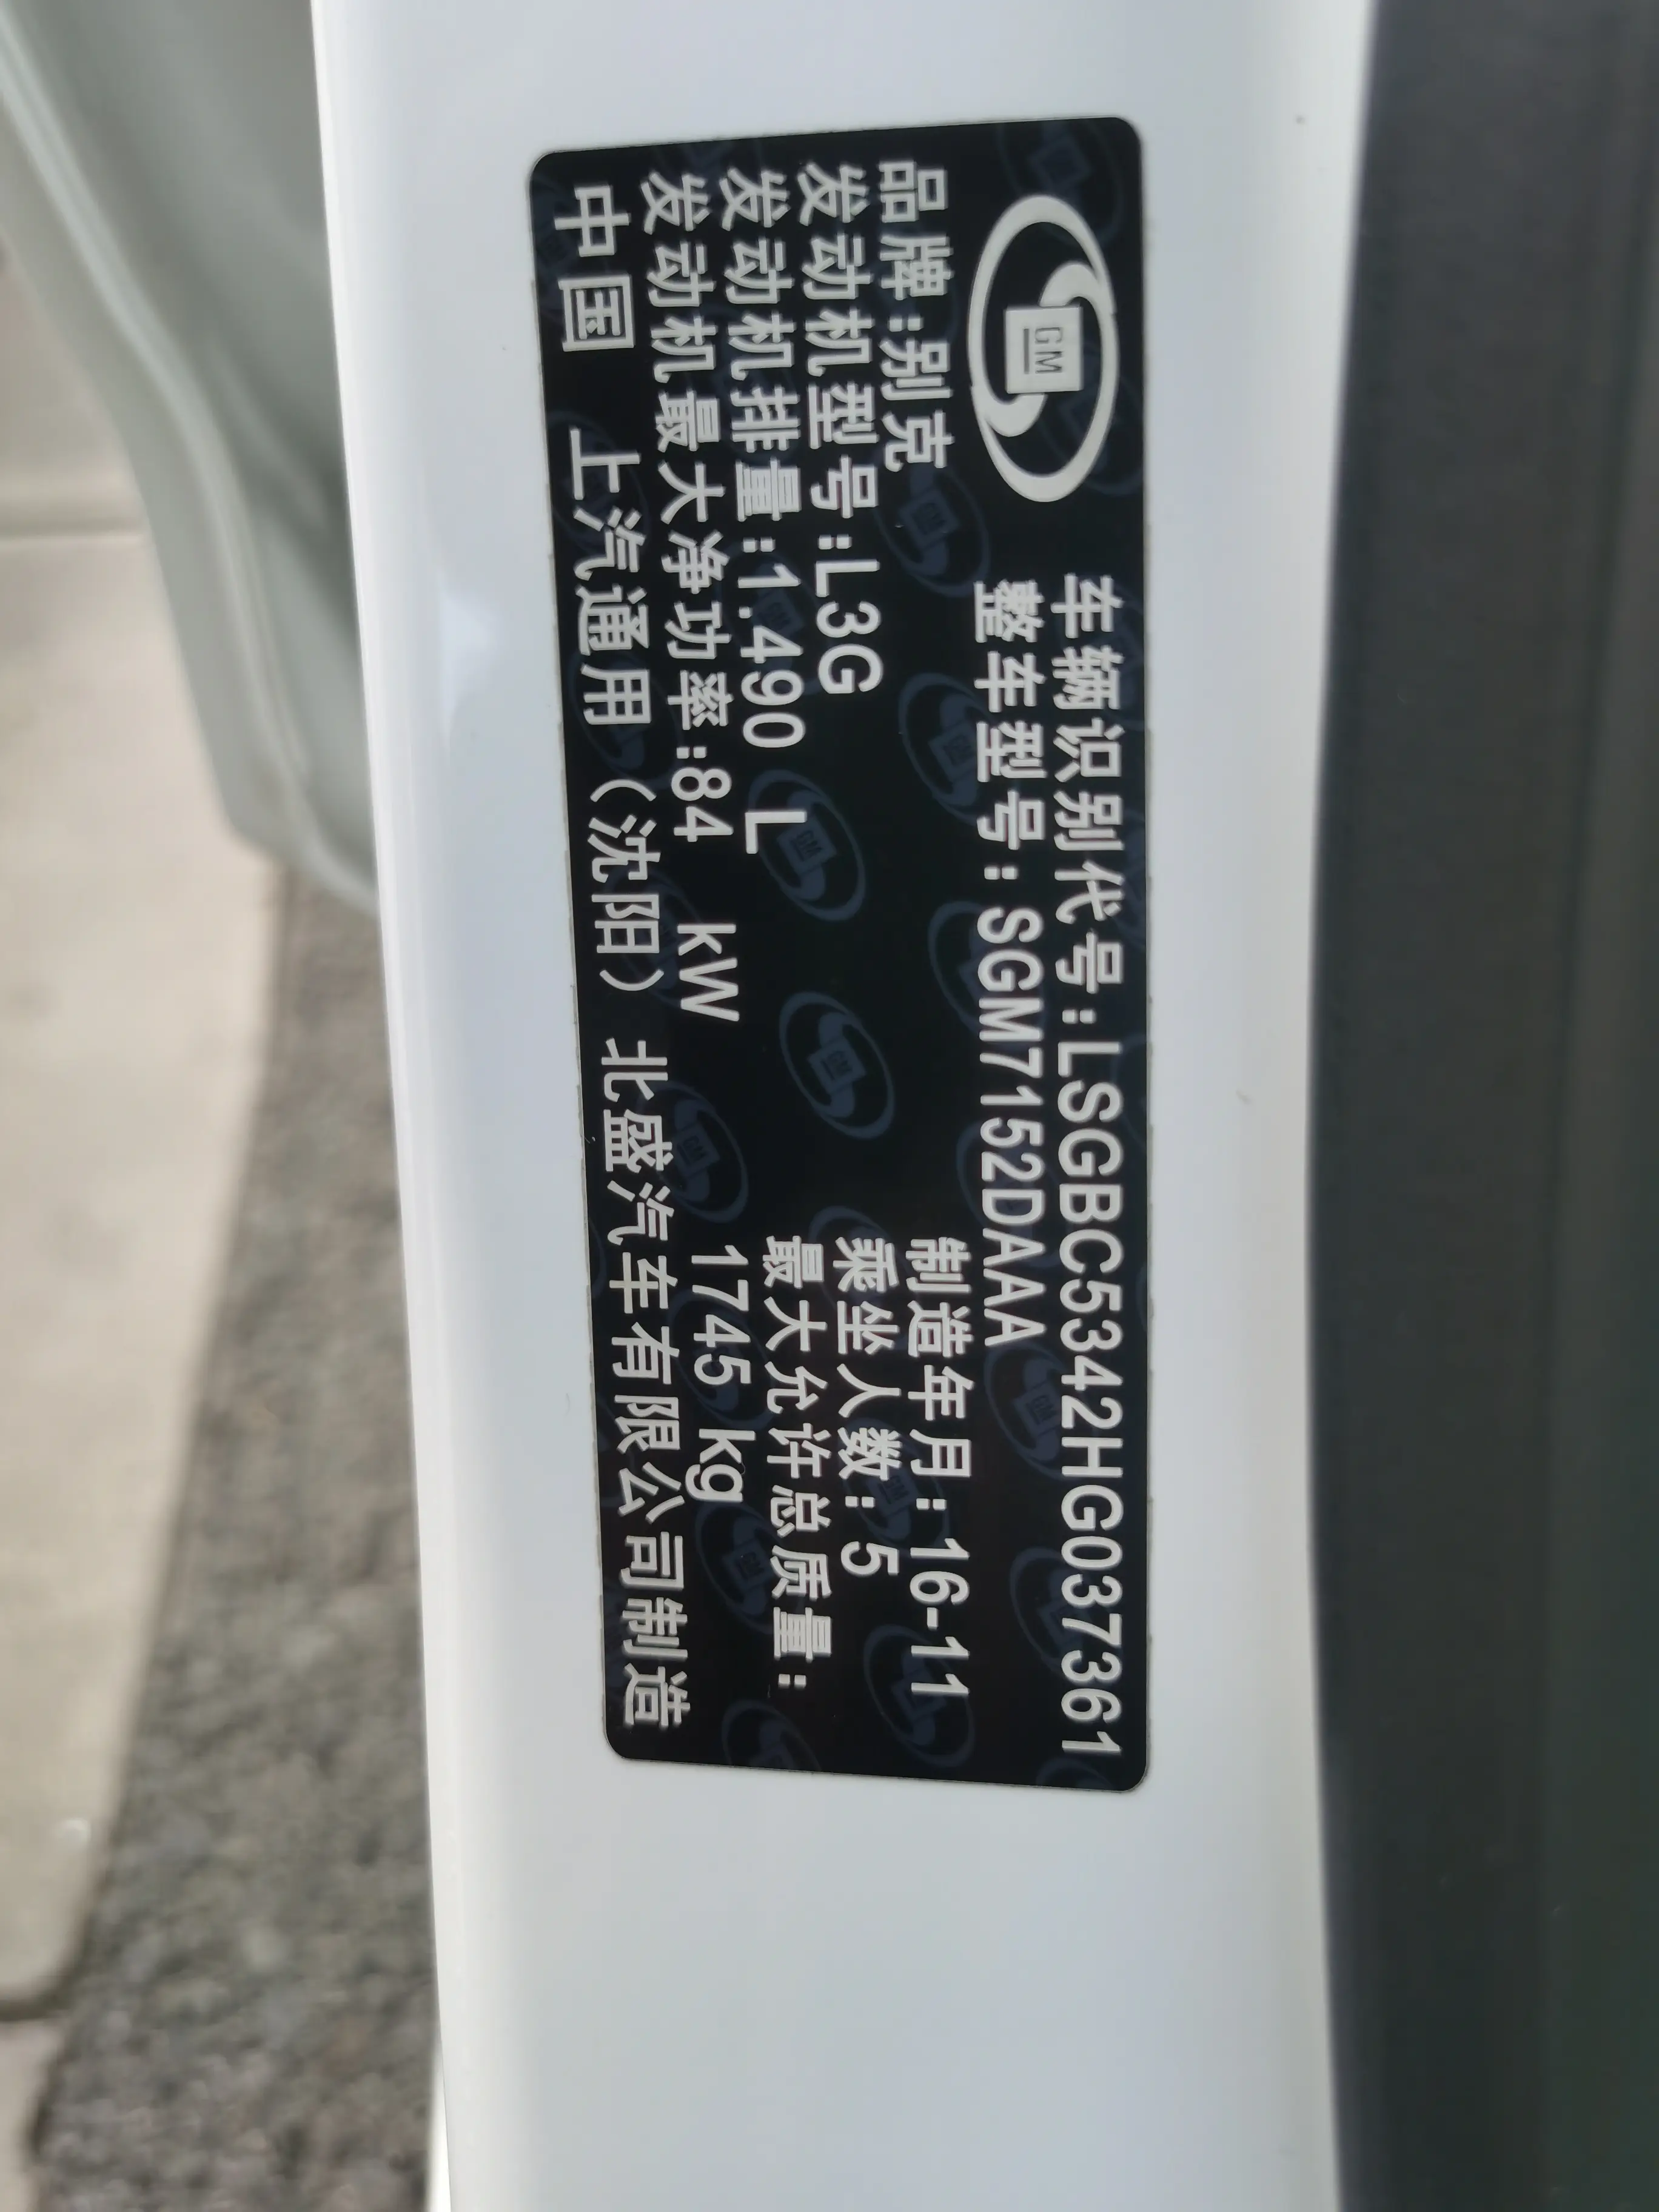 GM
车辆识别代号:LSGBC5342HG037361
整车型号:SGM7152DAAA
品牌:别克
制造年月:16-11
发动机型号:L3G
乘坐人数:5
发动机排量:1.490 L
最大允许总质量:
发动机最大净功率:84 kW
1745 kg
中国 上汽通用(沈阳)北盛汽车有限公司制造